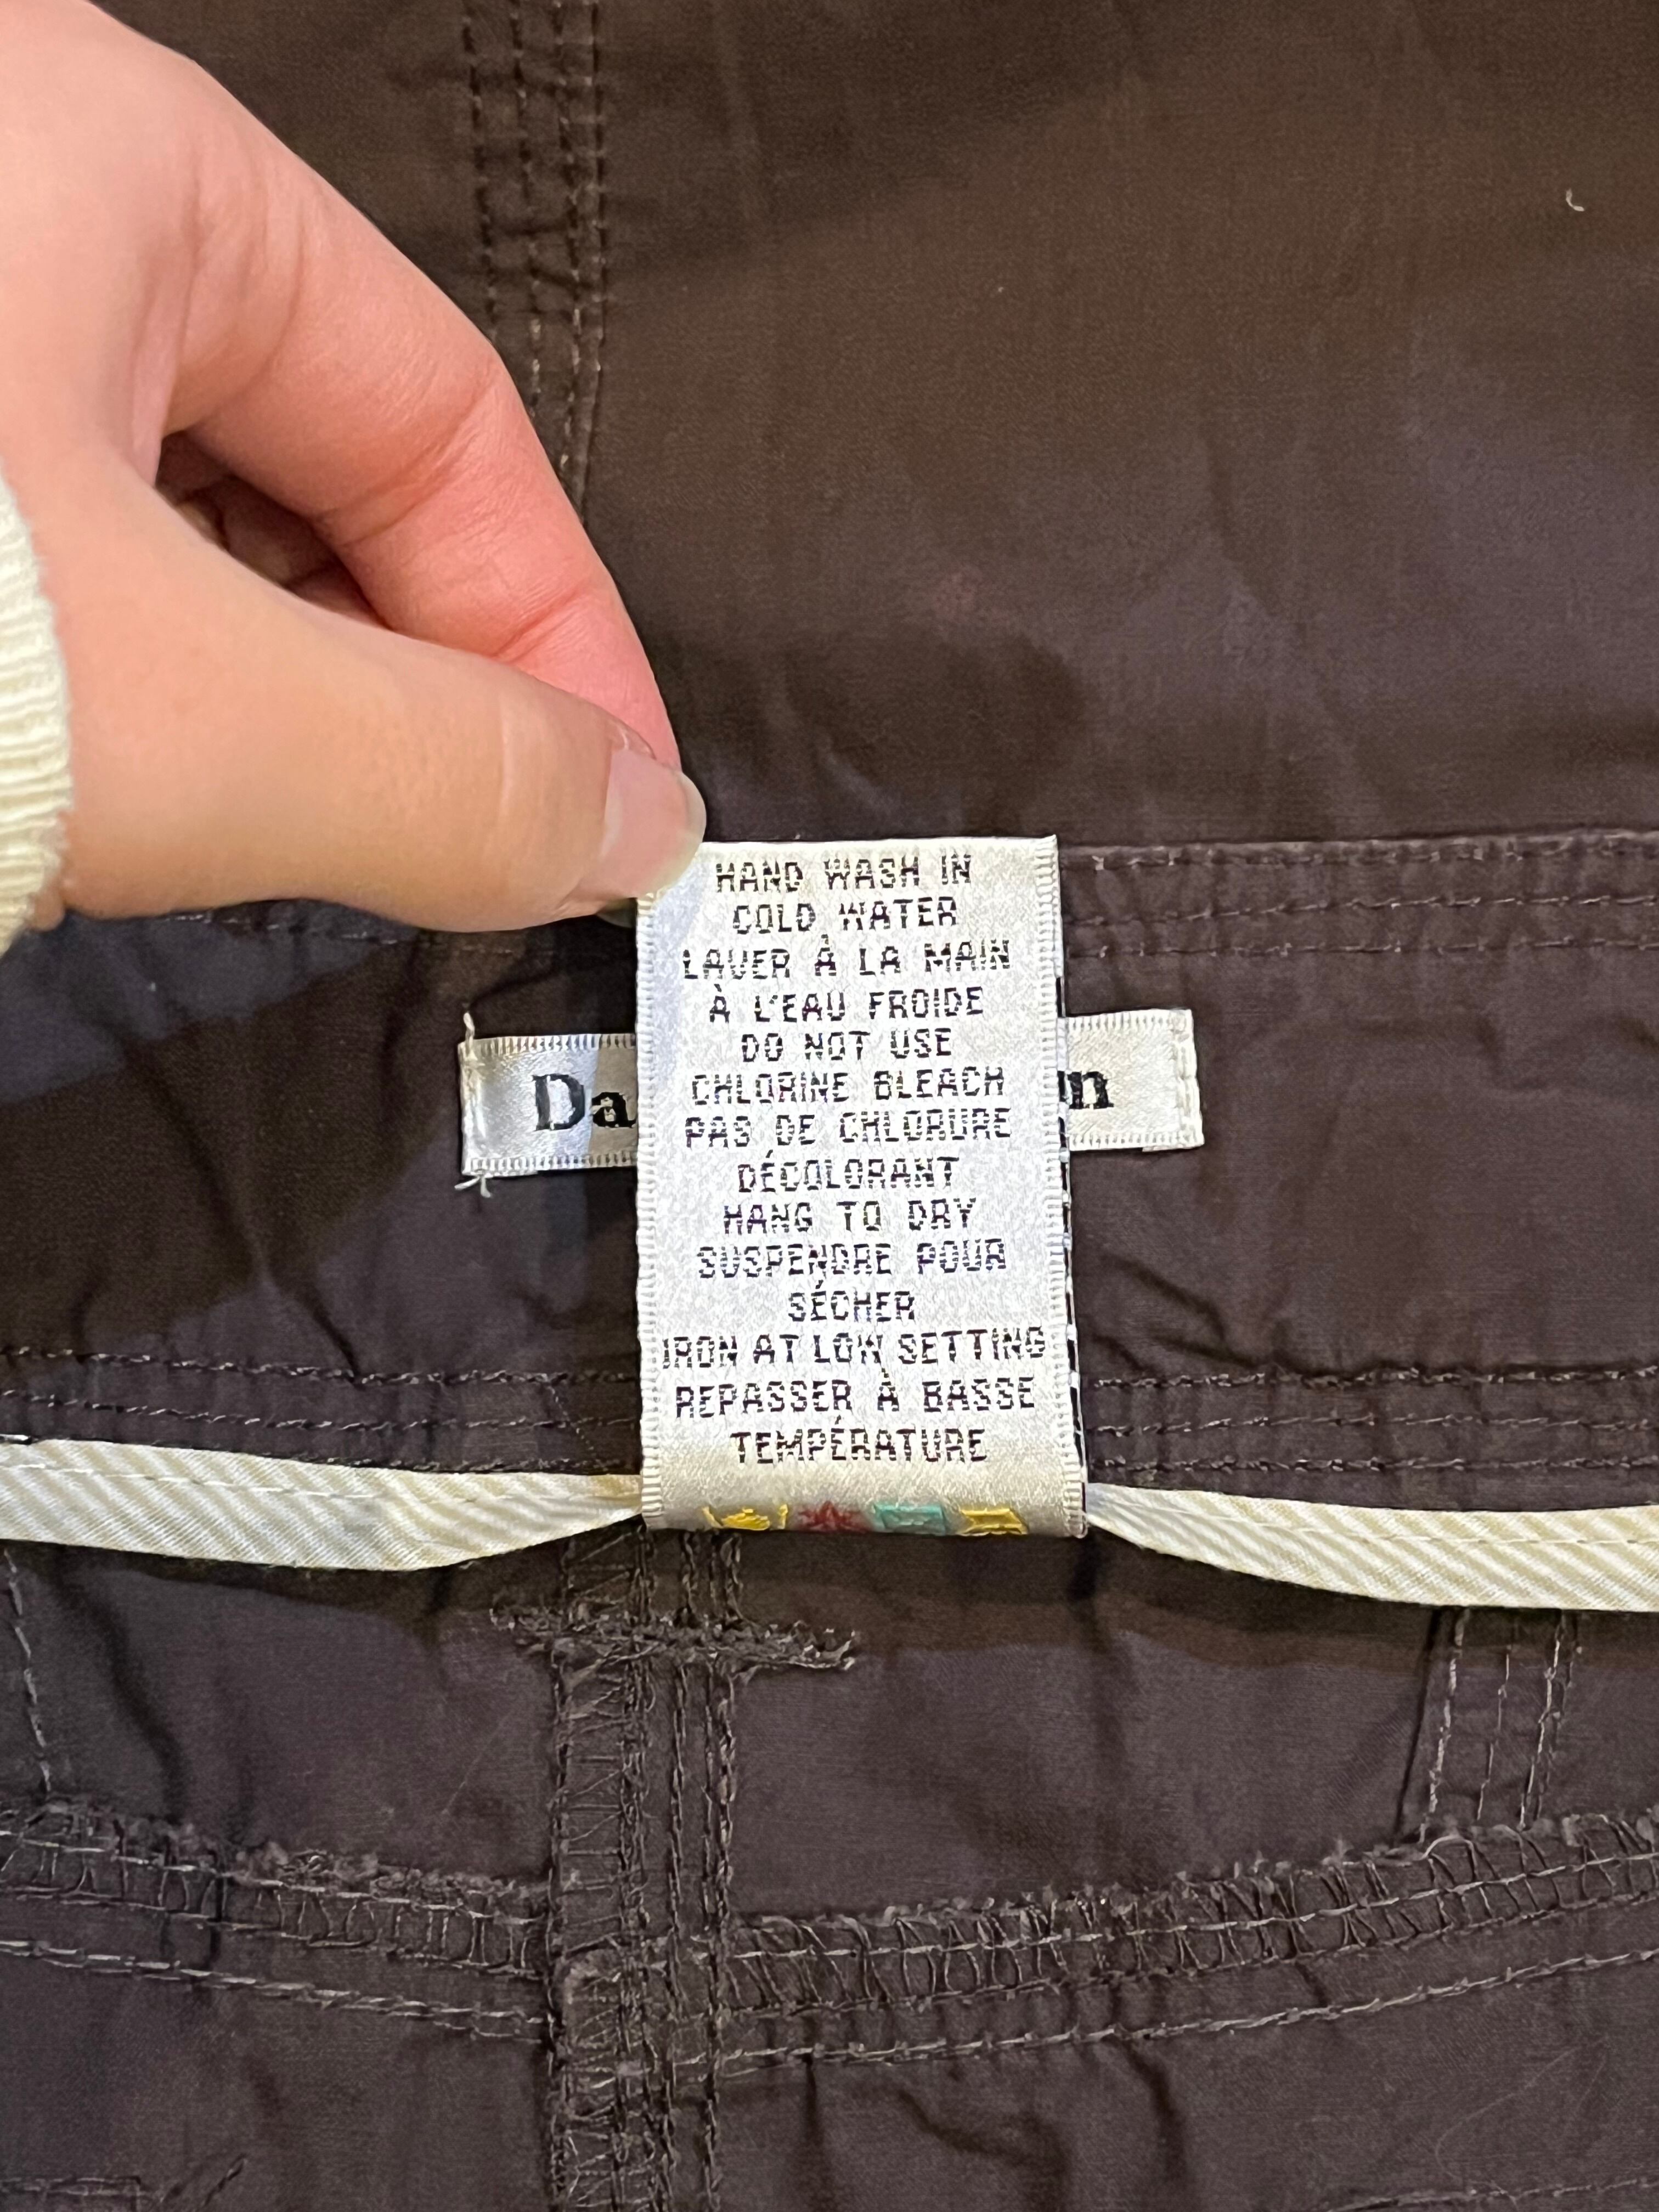 HAND WASH IN
COLD WATER
LAVER À LA MAIN
À L'EAU FROIDE
DO NOT USE
CHLORINE BLEACH
PAS DE CHLORURE
DÉCOLORANT
HANG TO DRY
SUSPENDRE POUR
SÉCHER
IRON AT LOW SETTING
REPASSER À BASSE
TEMPÉRATURE